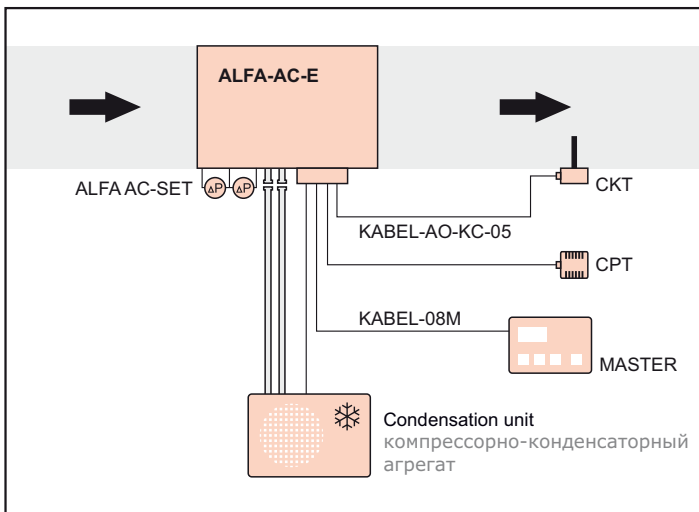 ALFA-AC-E
ALFA AC-SET
ΔP
ΔP
CKT
KABEL-AO-KC-05
CPT
KABEL-08M
MASTER
Condensation unit
компрессорно-конденсаторный
агрегат